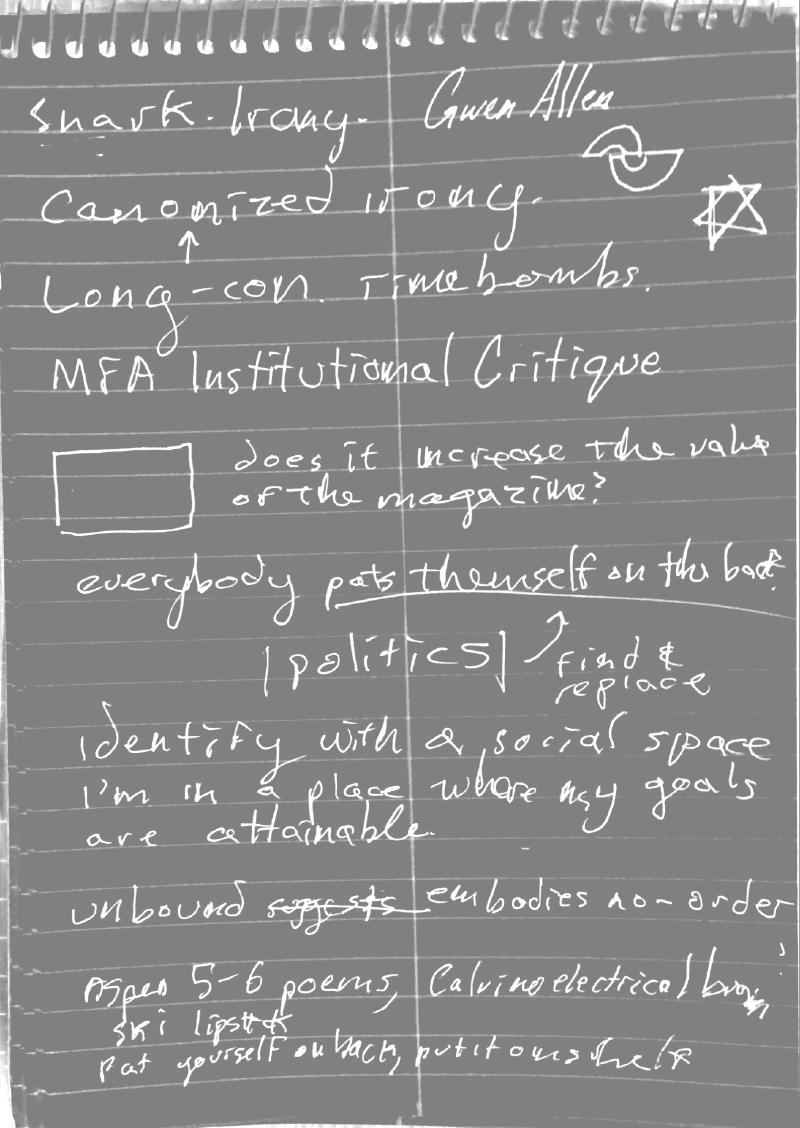 snark. Irony. Gwen Allen
Canonized irony.
Long-con. Timebombs.
MFA Institutional Critique
does it increase the value
of the magazine?
everybody pats themself on the back
|politics| find &
replace
identify with a social space
I'm in a place where my goals
are attainable.
unbound suggests embodies no-order
Aspen 5-6 poems, Calvino electrical
ski lipstick
pat yourself on back, put it on shelf